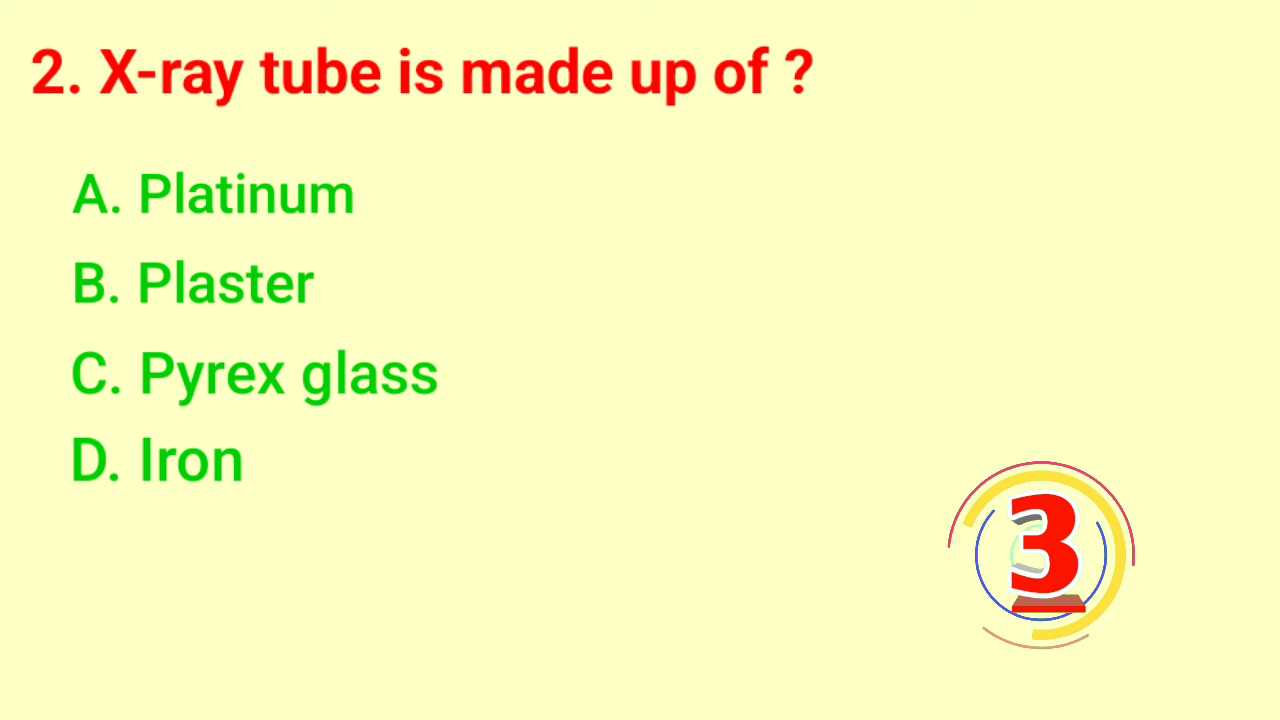 2. X-ray tube is made up of ?
A. Platinum
B. Plaster
C. Pyrex glass
D. Iron
3